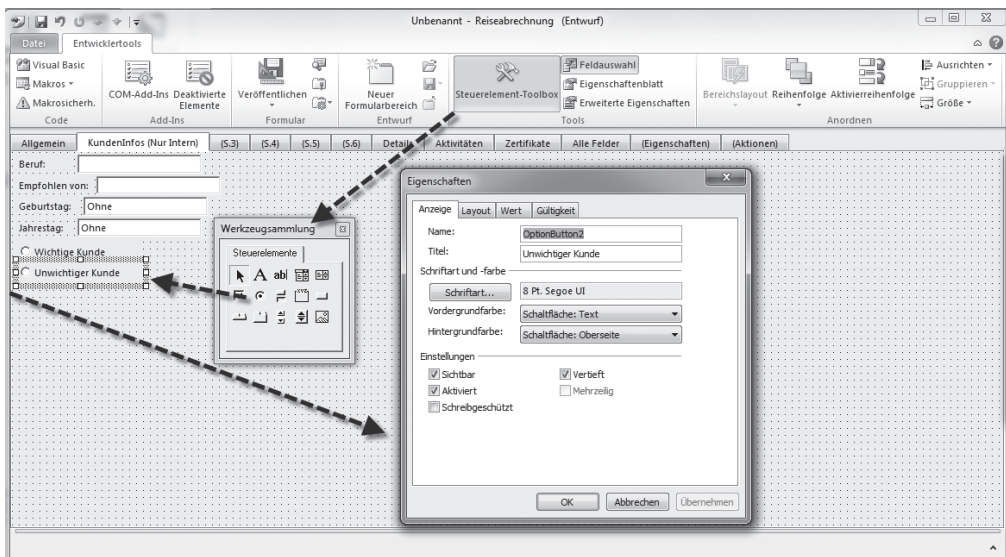 Unbenannt - Reiseabrechnung (Entwurf)
Datei Entwicklertools
Visual Basic
Makros
Makrosicherh.
Code
COM-Add-Ins Deaktivierte Elemente
Add-Ins
Veröffentlichen
Formular
Neuer Formularbereich
Entwurf
Steuerelement-Toolbox
Feldauswahl
Eigenschaftenblatt
Erweiterte Eigenschaften
Tools
Bereichslayout Reihenfolge Aktivierreihenfolge
Ausrichten
Gruppieren
Größe
Anordnen
Allgemein KundenInfos (Nur Intern) (S.3) (S.4) (S.5) (S.6) Details Aktivitäten Zertifikate Alle Felder (Eigenschaften) (Aktionen)
Beruf:
Empfohlen von:
Geburtstag: Ohne
Jahrestag: Ohne
Wichtige Kunde
Unwichtiger Kunde
Werkzeugsammlung
Steuerelemente
A ab
Eigenschaften
Anzeige Layout Wert Gültigkeit
Name: OptionButton2
Titel: Unwichtiger Kunde
Schriftart und -farbe
Schriftart... 8 Pt. Segoe UI
Vordergrundfarbe: Schaltfläche: Text
Hintergrundfarbe: Schaltfläche: Oberseite
Einstellungen
Sichtbar Vertieft
Aktiviert Mehrzeilig
Schreibgeschützt
OK Abbrechen Übernehmen